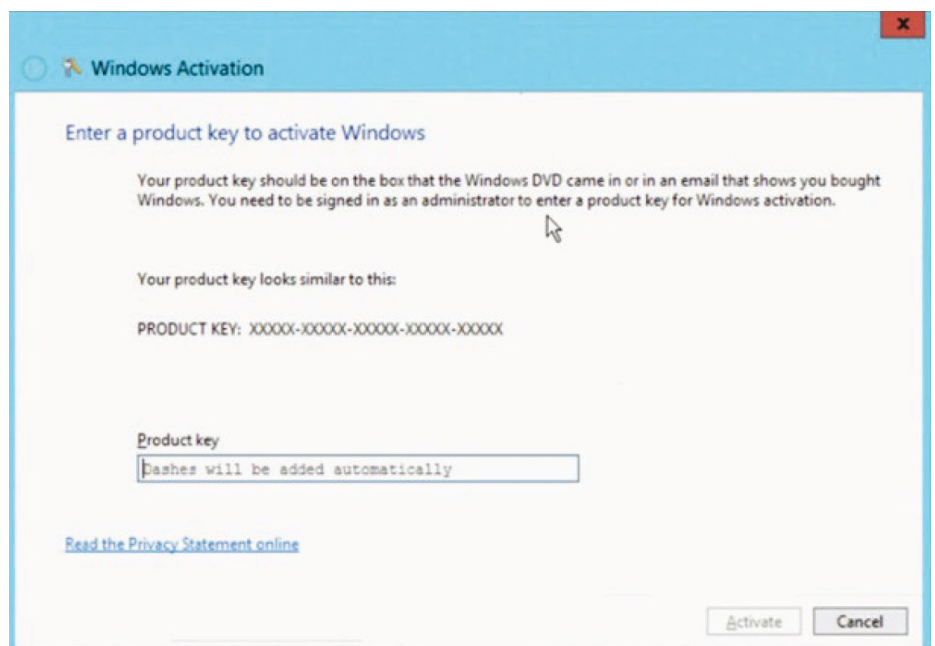 x
Windows Activation
Enter a product key to activate Windows
Your product key should be on the box that the Windows DVD came in or in an email that shows you bought
Windows. You need to be signed in as an administrator to enter a product key for Windows activation.
Your product key looks similar to this:
PRODUCT KEY: XXXXX-XXXXX-XXXXX-XXXXX-XXXXX
Product key
Dashes will be added automatically
Read the Privacy Statement online
Activate Cancel